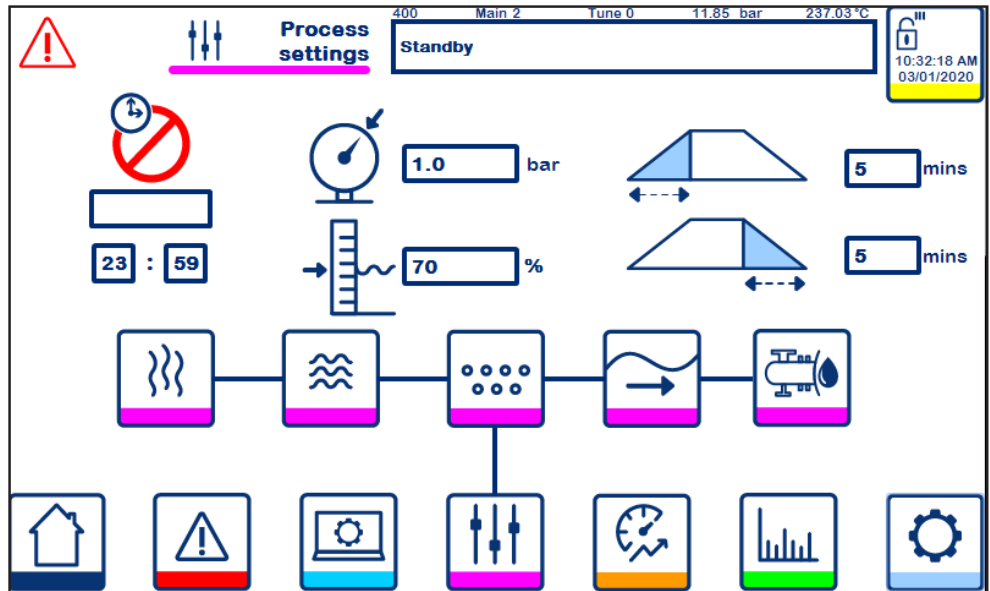 400 Main 2 Tune 0 11.85 bar 237.03 °C
Process
settings
Standby
10:32:18 AM
03/01/2020
1.0 bar
5 mins
23 : 59
70 %
5 mins